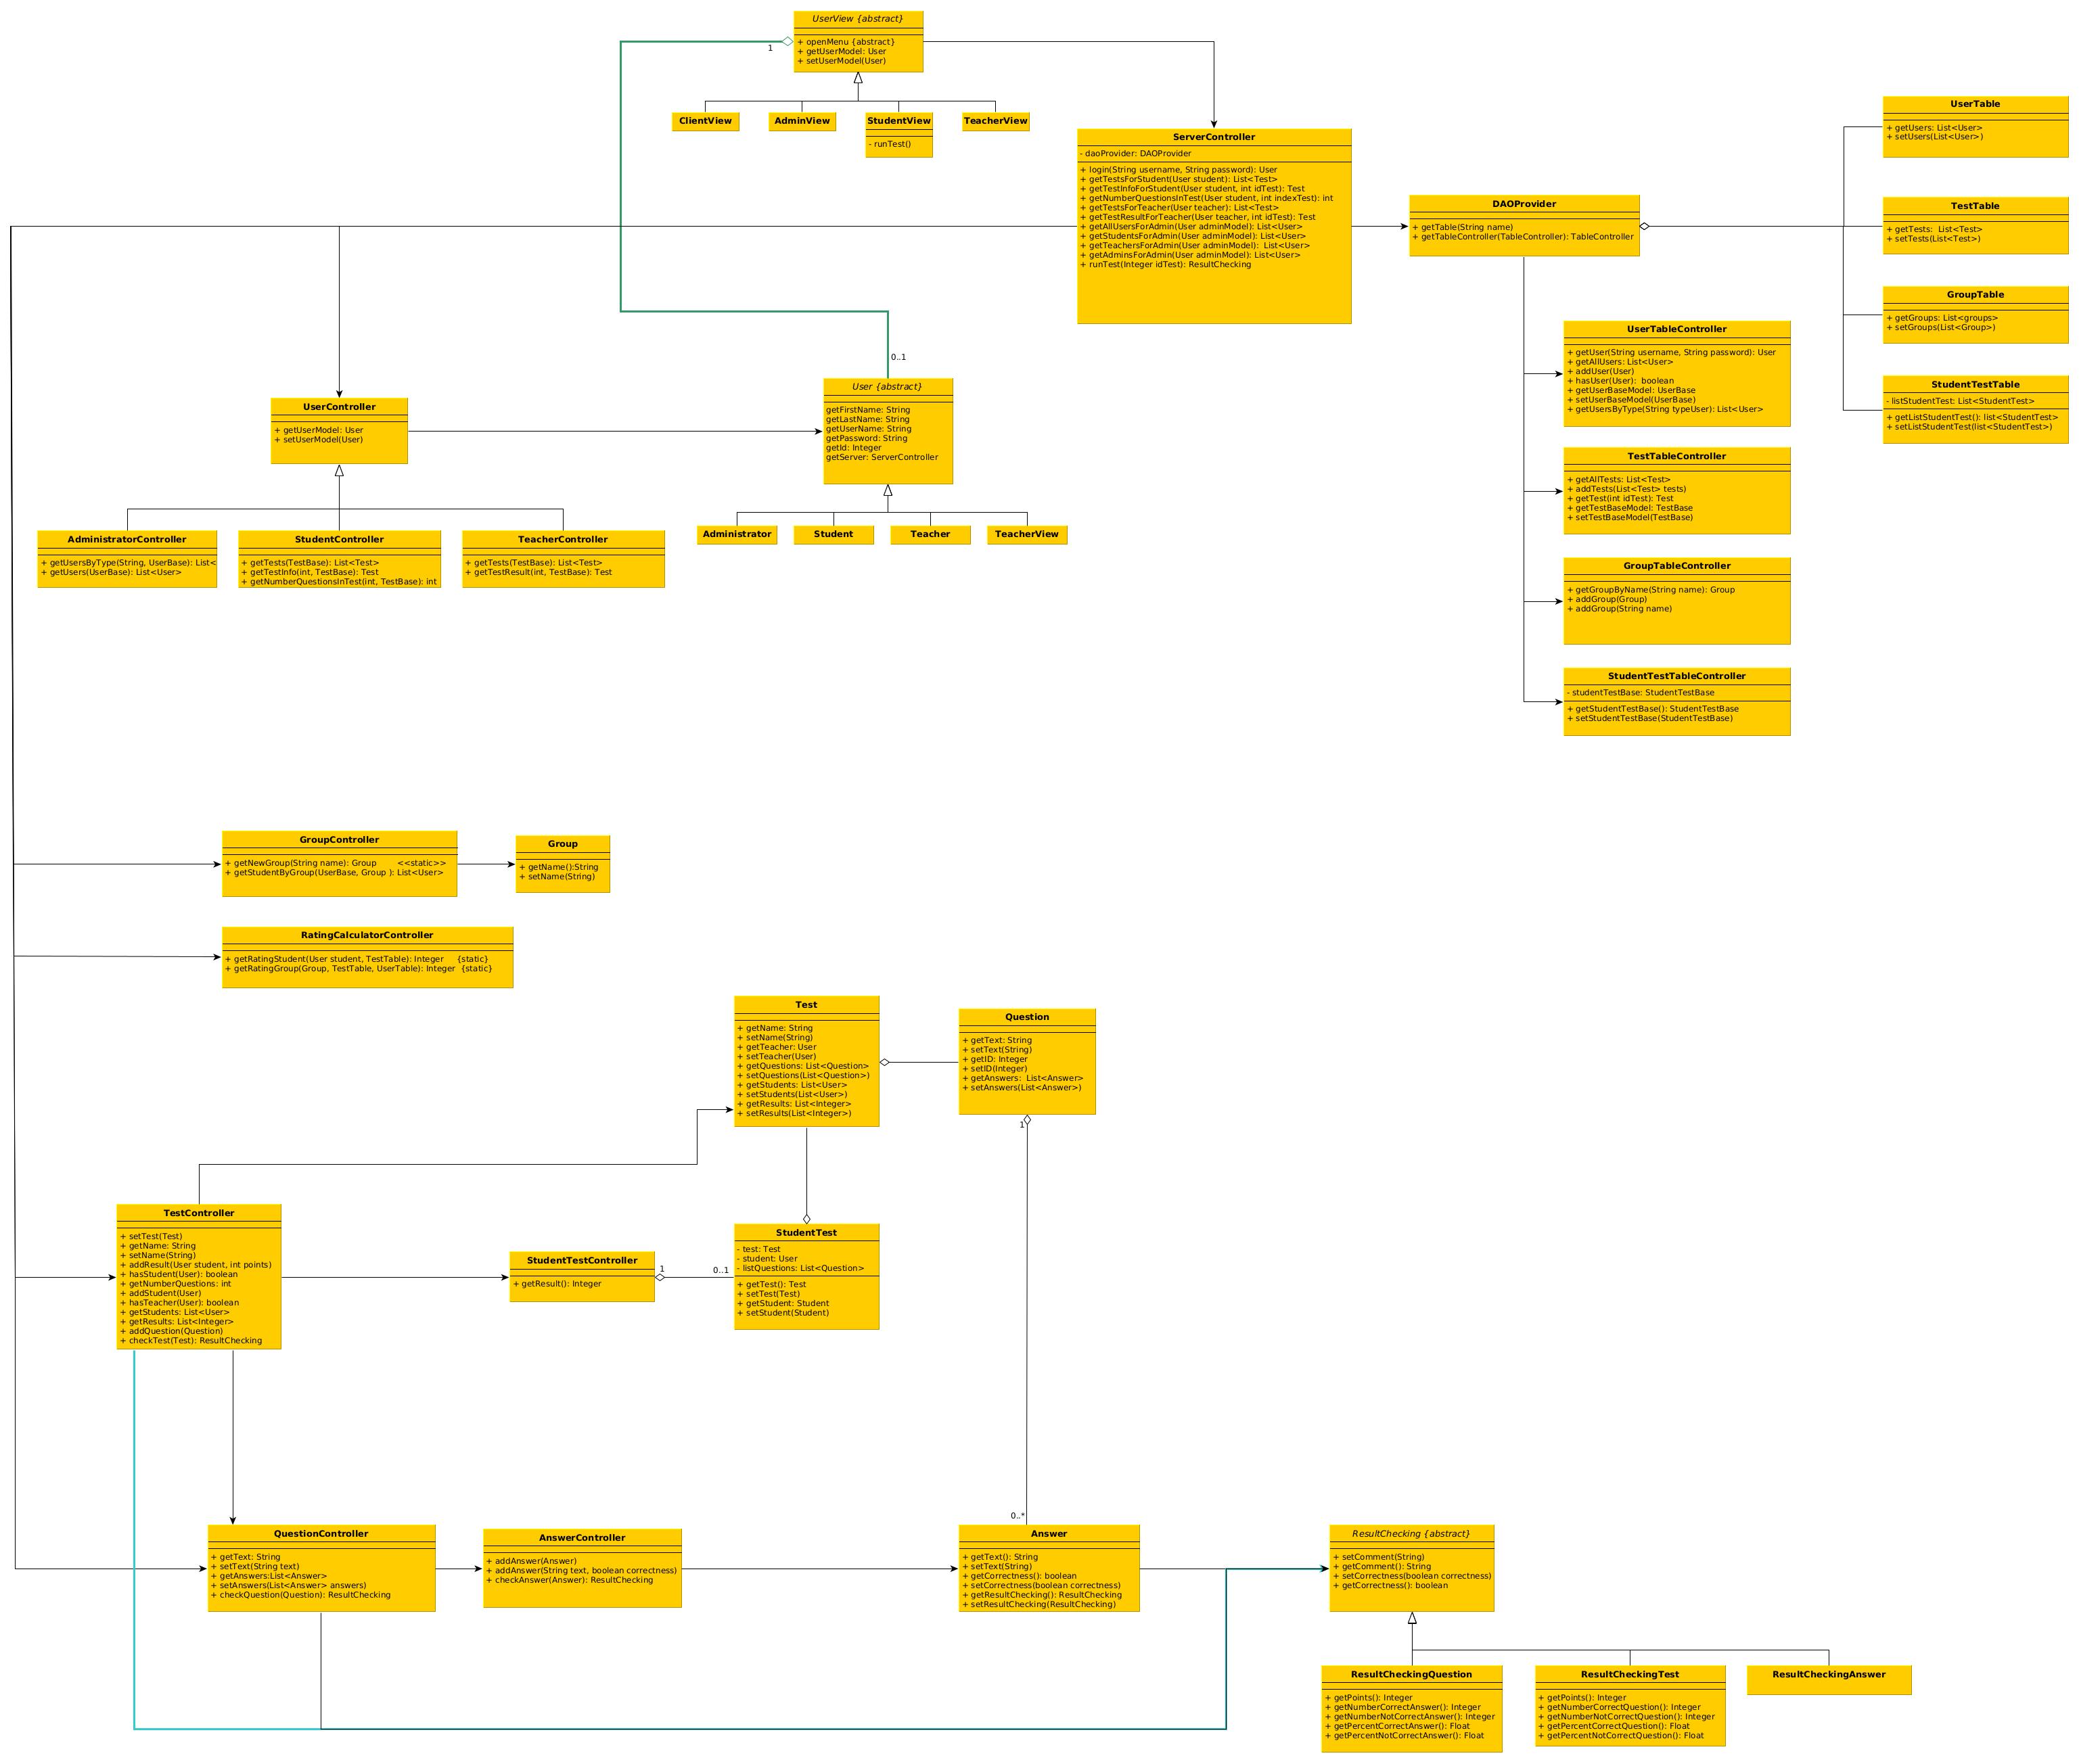 UserView {abstract}
+ openMenu {abstract}
+ getUserModel: User
+ setUserModel(User)
1
ClientView
AdminView
StudentView
- runTest()
TeacherView
ServerController
- daoProvider: DAOProvider
+ login(String username, String password): User
+ getTestsForStudent(User student): List<Test>
+ getTestInfoForStudent(User student, int idTest): Test
+ getNumberQuestionsInTest(User student, int indexTest): int
+ getTestsForTeacher(User teacher): List<Test>
+ getTestResultForTeacher(User teacher, int idTest): Test
+ getAllUsersForAdmin(User adminModel): List<User>
+ getStudentsForAdmin(User adminModel): List<User>
+ getTeachersForAdmin(User adminModel):  List<User>
+ getAdminsForAdmin(User adminModel): List<User>
+ runTest(Integer idTest): ResultChecking
DAOProvider
+ getTable(String name)
+ getTableController(TableController): TableController
UserTable
+ getUsers: List<User>
+ setUsers(List<User>)
TestTable
+ getTests:  List<Test>
+ setTests(List<Test>)
GroupTable
+ getGroups: List<groups>
+ setGroups(List<Group>)
StudentTestTable
- listStudentTest: List<StudentTest>
+ getListStudentTest(): list<StudentTest>
+ setListStudentTest(list<StudentTest>)
UserTableController
+ getUser(String username, String password): User
+ getAllUsers: List<User>
+ addUser(User)
+ hasUser(User):  boolean
+ getUserBaseModel: UserBase
+ setUserBaseModel(UserBase)
+ getUsersByType(String typeUser): List<User>
TestTableController
+ getAllTests: List<Test>
+ addTests(List<Test> tests)
+ getTest(int idTest): Test
+ getTestBaseModel: TestBase
+ setTestBaseModel(TestBase)
GroupTableController
+ getGroupByName(String name): Group
+ addGroup(Group)
+ addGroup(String name)
StudentTestTableController
- studentTestBase: StudentTestBase
+ getStudentTestBase(): StudentTestBase
+ setStudentTestBase(StudentTestBase)
0..1
User {abstract}
getFirstName: String
getLastName: String
getUserName: String
getPassword: String
getId: Integer
getServer: ServerController
Administrator
Student
Teacher
TeacherView
UserController
+ getUserModel: User
+ setUserModel(User)
AdministratorController
+ getUsersByType(String, UserBase): List<
+ getUsers(UserBase): List<User>
StudentController
+ getTests(TestBase): List<Test>
+ getTestInfo(int, TestBase): Test
+ getNumberQuestionsInTest(int, TestBase): int
TeacherController
+ getTests(TestBase): List<Test>
+ getTestResult(int, TestBase): Test
GroupController
+ getNewGroup(String name): Group        <<static>>
+ getStudentByGroup(UserBase, Group ): List<User>
Group
+ getName():String
+ setName(String)
RatingCalculatorController
+ getRatingStudent(User student, TestTable): Integer     {static}
+ getRatingGroup(Group, TestTable, UserTable): Integer  {static}
Test
+ getName: String
+ setName(String)
+ getTeacher: User
+ setTeacher(User)
+ getQuestions: List<Question>
+ setQuestions(List<Question>)
+ getStudents: List<User>
+ setStudents(List<User>)
+ getResults: List<Integer>
+ setResults(List<Integer>)
Question
+ getText: String
+ setText(String)
+ getID: Integer
+ setID(Integer)
+ getAnswers:  List<Answer>
+ setAnswers(List<Answer>)
1
TestController
+ setTest(Test)
+ getName: String
+ setName(String)
+ addResult(User student, int points)
+ hasStudent(User): boolean
+ getNumberQuestions: int
+ addStudent(User)
+ hasTeacher(User): boolean
+ getStudents: List<User>
+ getResults: List<Integer>
+ addQuestion(Question)
+ checkTest(Test): ResultChecking
StudentTestController
+ getResult(): Integer
1
0..1
StudentTest
- test: Test
- student: User
- listQuestions: List<Question>
+ getTest(): Test
+ setTest(Test)
+ getStudent: Student
+ setStudent(Student)
0..*
QuestionController
+ getText: String
+ setText(String text)
+ getAnswers:List<Answer>
+ setAnswers(List<Answer> answers)
+ checkQuestion(Question): ResultChecking
AnswerController
+ addAnswer(Answer)
+ addAnswer(String text, boolean correctness)
+ checkAnswer(Answer): ResultChecking
Answer
+ getText(): String
+ setText(String)
+ getCorrectness(): boolean
+ setCorrectness(boolean correctness)
+ getResultChecking(): ResultChecking
+ setResultChecking(ResultChecking)
ResultChecking {abstract}
+ setComment(String)
+ getComment(): String
+ setCorrectness(boolean correctness)
+ getCorrectness(): boolean
ResultCheckingQuestion
+ getPoints(): Integer
+ getNumberCorrectAnswer(): Integer
+ getNumberNotCorrectAnswer(): Integer
+ getPercentCorrectAnswer(): Float
+ getPercentNotCorrectAnswer(): Float
ResultCheckingTest
+ getPoints(): Integer
+ getNumberCorrectQuestion(): Integer
+ getNumberNotCorrectQuestion(): Integer
+ getPercentCorrectQuestion(): Float
+ getPercentNotCorrectQuestion(): Float
ResultCheckingAnswer